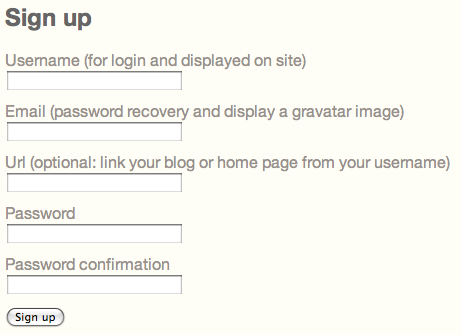 Sign up
Username (for login and displayed on site)
Email (password recovery and display a gravatar image)
Url (optional: link your blog or home page from your username)
Password
Password confirmation
Sign up